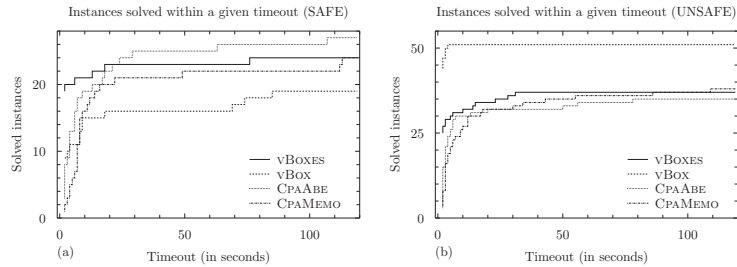 Instances solved within a given timeout (SAFE)
Solved instances
20
10
0
vBoxes
vBox
CpaAbe
CpaMemo
0
50
100
(a)
Timeout (in seconds)
Instances solved within a given timeout (UNSAFE)
Solved instances
50
25
0
vBoxes
vBox
CpaAbe
CpaMemo
0
50
100
(b)
Timeout (in seconds)